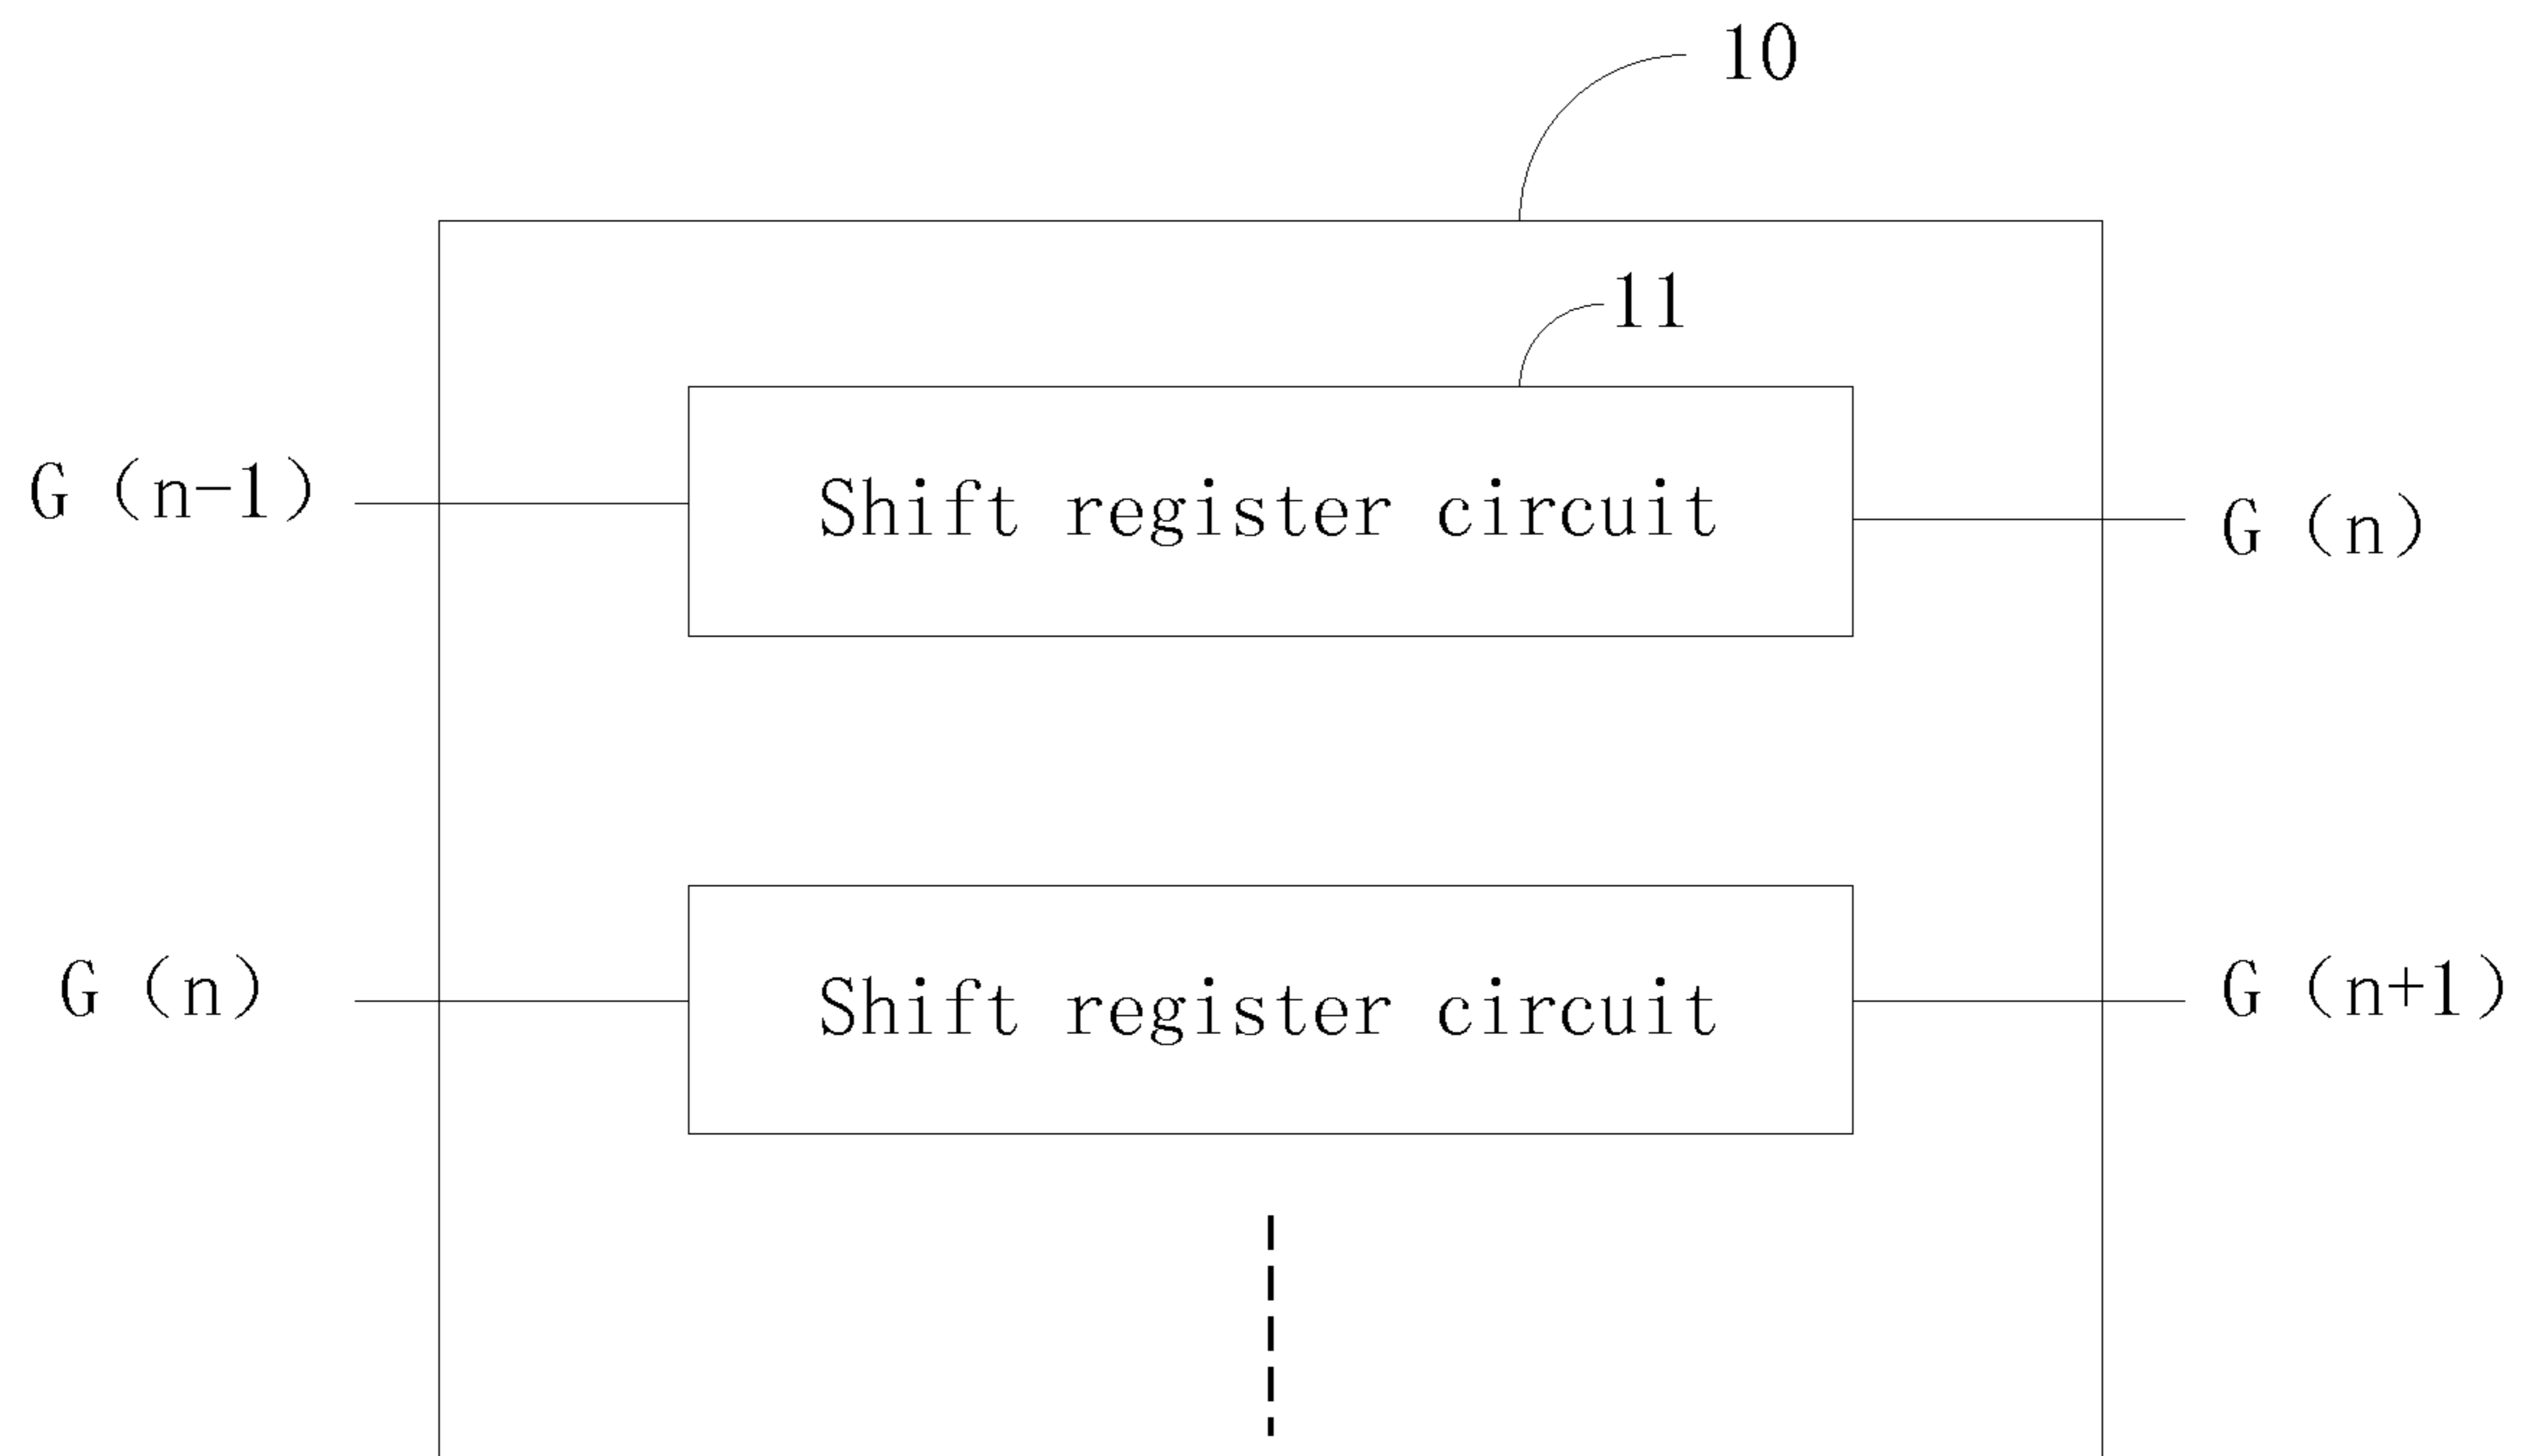 10
11
G (n-1)
Shift register circuit
G (n)
G (n)
Shift register circuit
G (n+1)